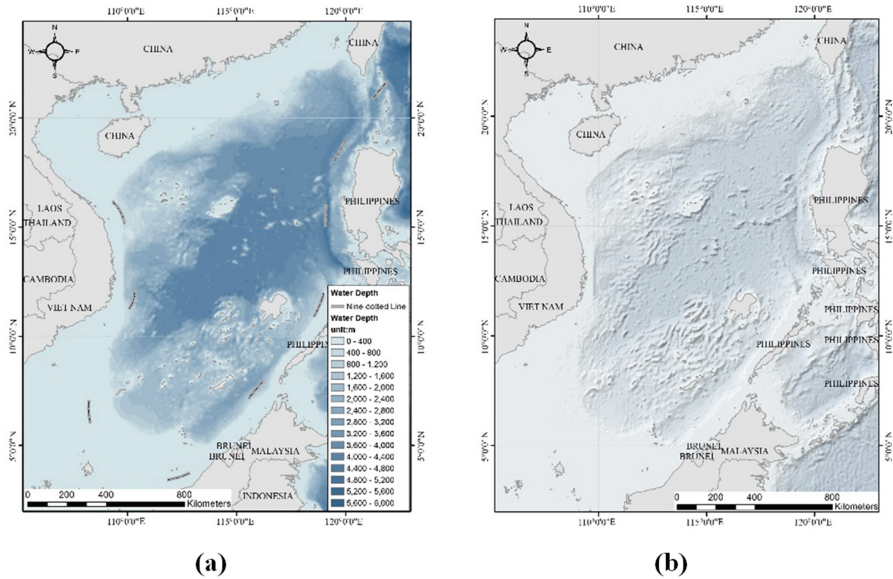 110°0'0"E 115°0'0"E 120°0'0"E
N
W E
S
CHINA
CHINA
CHINA
20°0'0"N
LAOS
THAILAND
PHILIPPINES
15°0'0"N
CAMBODIA
PHILIPPINES
VIET NAM
Water Depth
Nine-dotted Line
Water Depth
unit:m
0 - 400
400 - 800
800 - 1,200
1,200 - 1,600
1,600 - 2,000
2,000 - 2,400
2,400 - 2,800
2,800 - 3,200
3,200 - 3,600
3,600 - 4,000
4,000 - 4,400
4,400 - 4,800
4,800 - 5,200
5,200 - 5,600
5,600 - 6,000
10°0'0"N
PHILIPPINES
BRUNEI
BRUNEI
MALAYSIA
5°0'0"N
INDONESIA
0 200 400 800
Kilometers
110°0'0"E 115°0'0"E 120°0'0"E
(a)
110°0'0"E 115°0'0"E 120°0'0"E
N
W E
S
CHINA
CHINA
CHINA
20°0'0"N
LAOS
THAILAND
PHILIPPINES
15°0'0"N
CAMBODIA
PHILIPPINES
VIET NAM
PHILIPPINES
10°0'0"N
PHILIPPINES
PHILIPPINES
PHILIPPINES
BRUNEI
BRUNEI
MALAYSIA
5°0'0"N
0 200 400 800
Kilometers
110°0'0"E 115°0'0"E 120°0'0"E
(b)